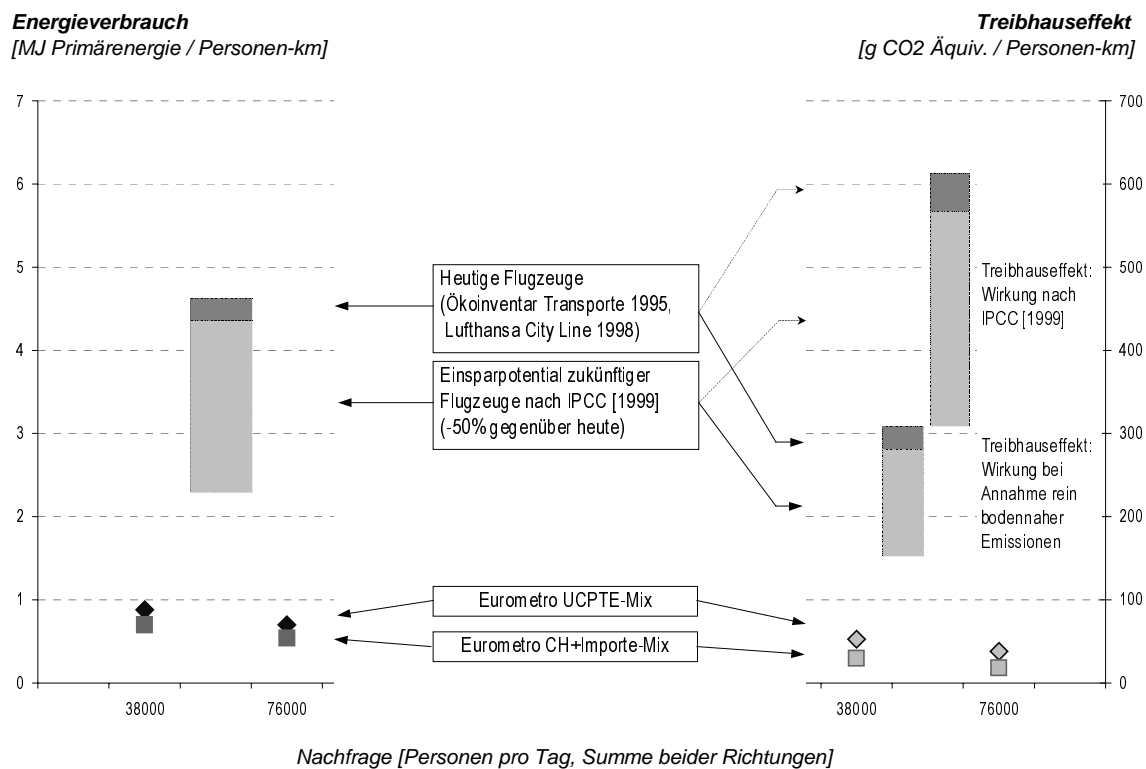 Energieverbrauch
[MJ Primärenergie / Personen-km]
Treibhauseffekt
[g CO2 Äquiv. / Personen-km]
7
6
5
4
3
2
1
0
38000
76000
Heutige Flugzeuge
(Ökoinventar Transporte 1995,
Lufthansa City Line 1998)
Einsparpotential zukünftiger
Flugzeuge nach IPCC [1999]
(-50% gegenüber heute)
Eurometro UCPTE-Mix
Eurometro CH+Importe-Mix
Treibhauseffekt:
Wirkung nach
IPCC [1999]
Treibhauseffekt:
Wirkung bei
Annahme rein
bodennaher
Emissionen
700
600
500
400
300
200
100
0
38000
76000
Nachfrage [Personen pro Tag, Summe beider Richtungen]